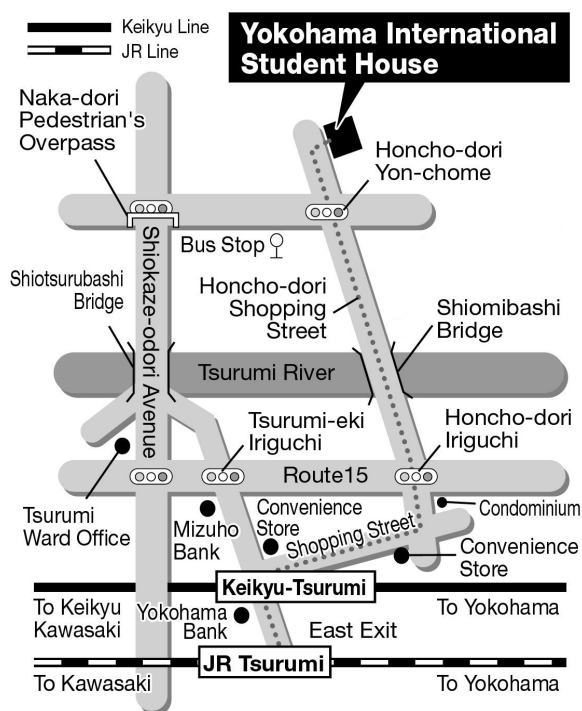 Keikyu Line
JR Line
Yokohama International
Student House
Naka-dori
Pedestrian's
Overpass
Honcho-dori
Yon-chome
Bus Stop
Shiokaze-odori Avenue
Shiotsurubashi
Bridge
Honcho-dori
Shopping
Street
Shiomibashi
Bridge
Tsurumi River
Tsurumi-eki
Iriguchi
Honcho-dori
Iriguchi
Route15
Tsurumi
Ward Office
Mizuho
Bank
Convenience
Store
Shopping Street
Condominium
Convenience
Store
Keikyu-Tsurumi
To Keikyu
Kawasaki
Yokohama
Bank
East Exit
To Yokohama
JR Tsurumi
To Kawasaki
To Yokohama